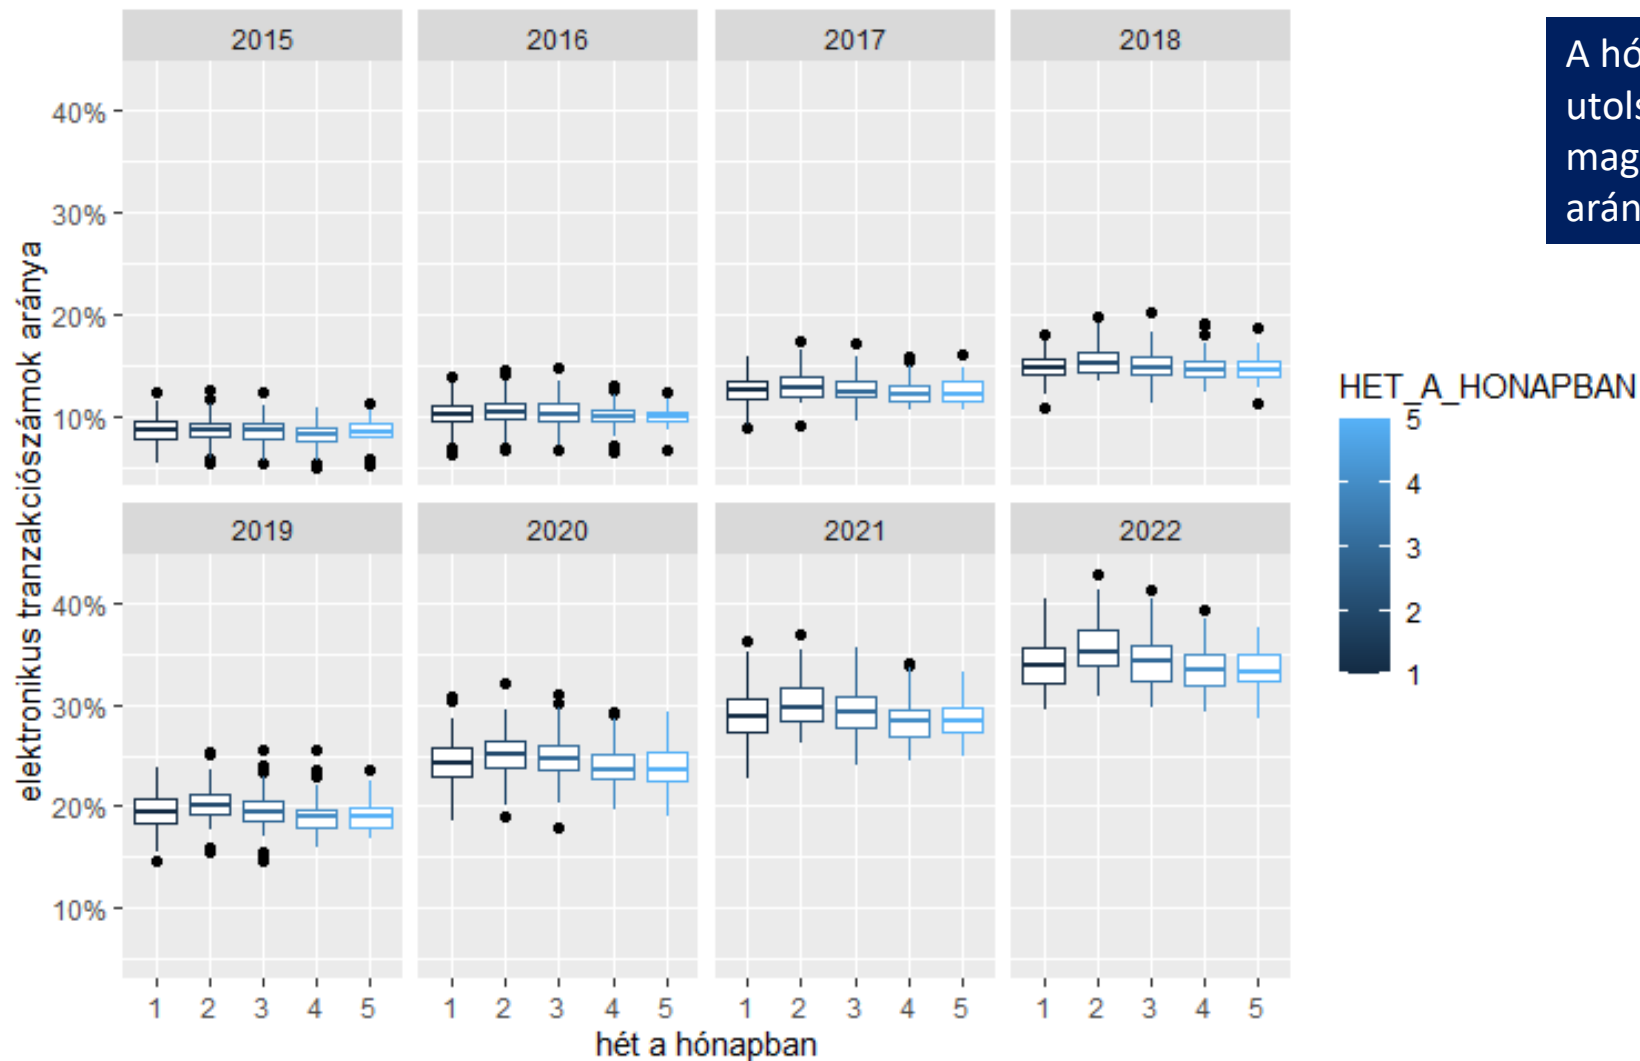 2015 2016 2017 2018
40%
30%
20%
10%
2019 2020 2021 2022
40%
30%
20%
10%
1 2 3 4 5 1 2 3 4 5 1 2 3 4 5 1 2 3 4 5
hét a hónapban
elektronikus tranzakciószámok aránya
A hó
utols
mag
arán
HET_A_HONAPBAN
5
4
3
2
1